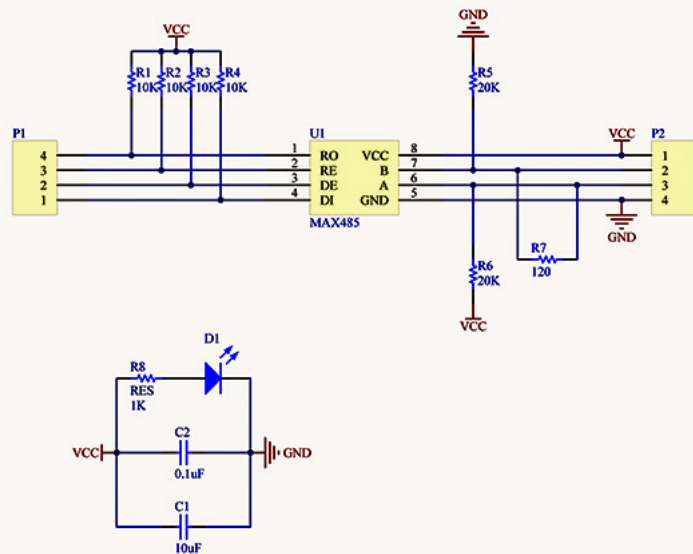 GND
VCC
R1
10K
R2
10K
R3
10K
R4
10K
R5
20K
P1
4
3
2
1
U1
1 RO VCC 8
2 RE B 7
3 DE A 6
4 DI GND 5
MAX485
VCC
P2
1
2
3
4
GND
R7
120
R6
20K
VCC
D1
R8
RES
1K
VCC
C2
0.1uF
GND
C1
10uF